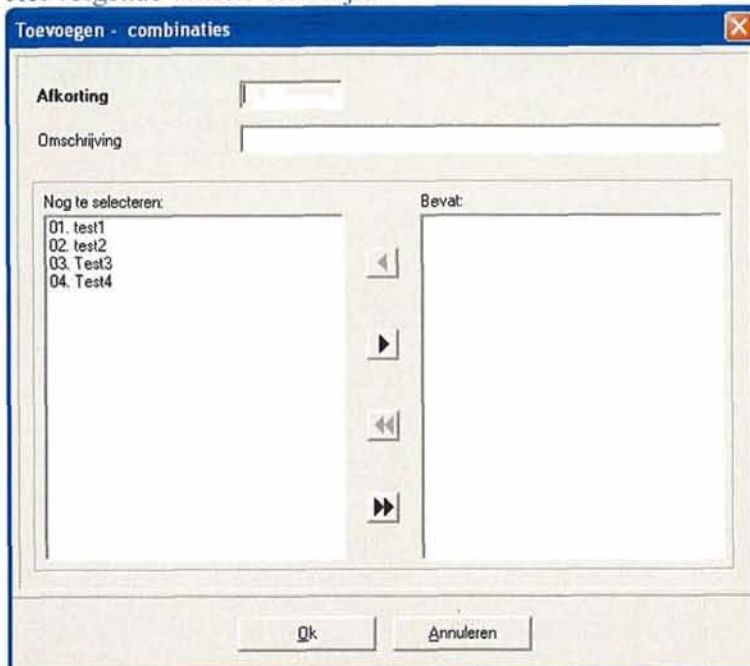 Toevoegen - combinaties
Afkorting
Omschrijving
Nog te selecteren:
Bevat:
01. test1
02. test2
03. Test3
04. Test4
Ok
Annuleren